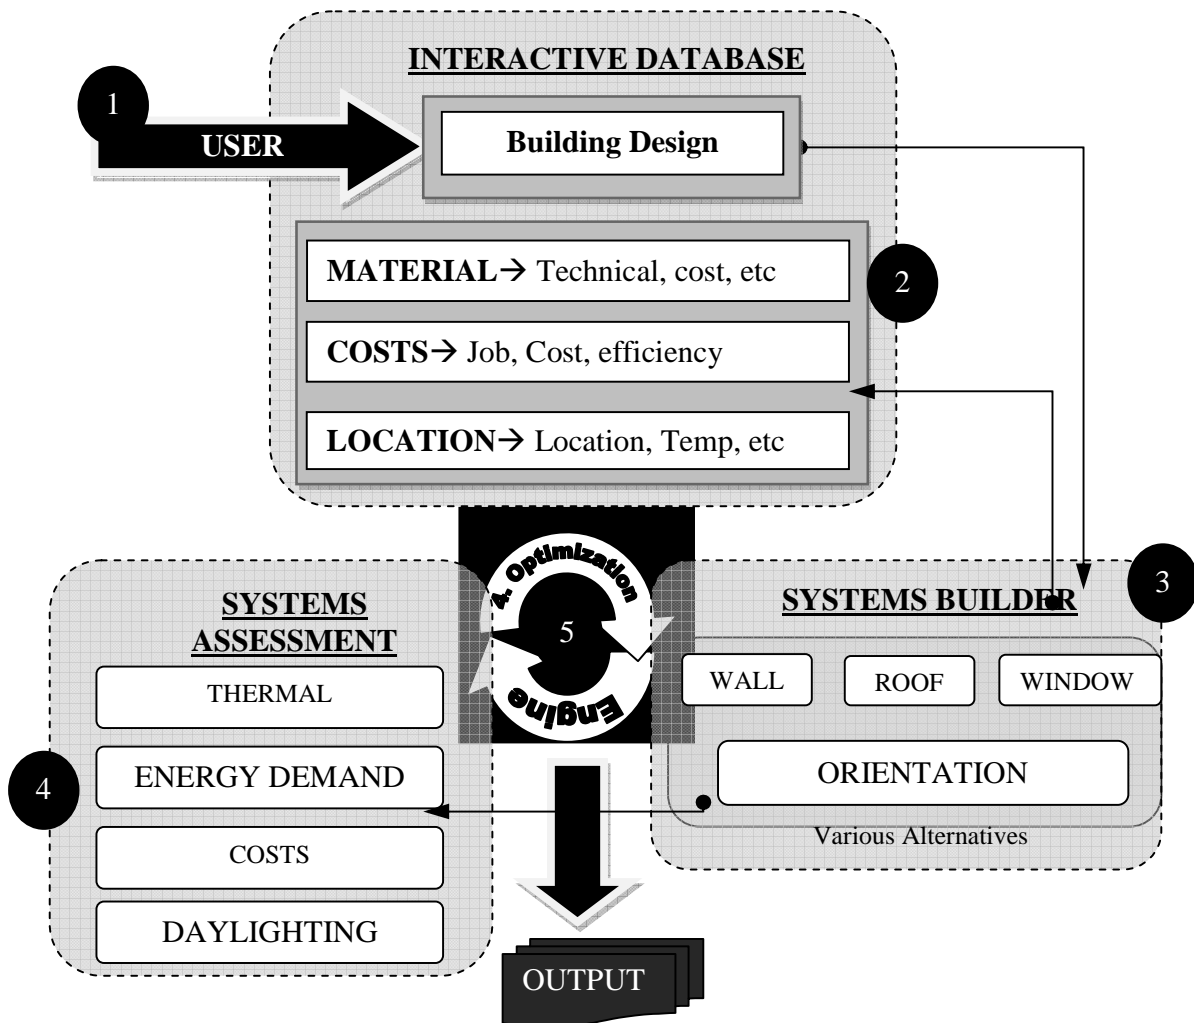 INTERACTIVE DATABASE
1
USER
Building Design
MATERIAL→ Technical, cost, etc
2
COSTS→ Job, Cost, efficiency
LOCATION→ Location, Temp, etc
4. Optimization
5
Engine
3
SYSTEMS BUILDER
WALL
ROOF
WINDOW
ORIENTATION
Various Alternatives
SYSTEMS
ASSESSMENT
THERMAL
4
ENERGY DEMAND
COSTS
DAYLIGHTING
OUTPUT